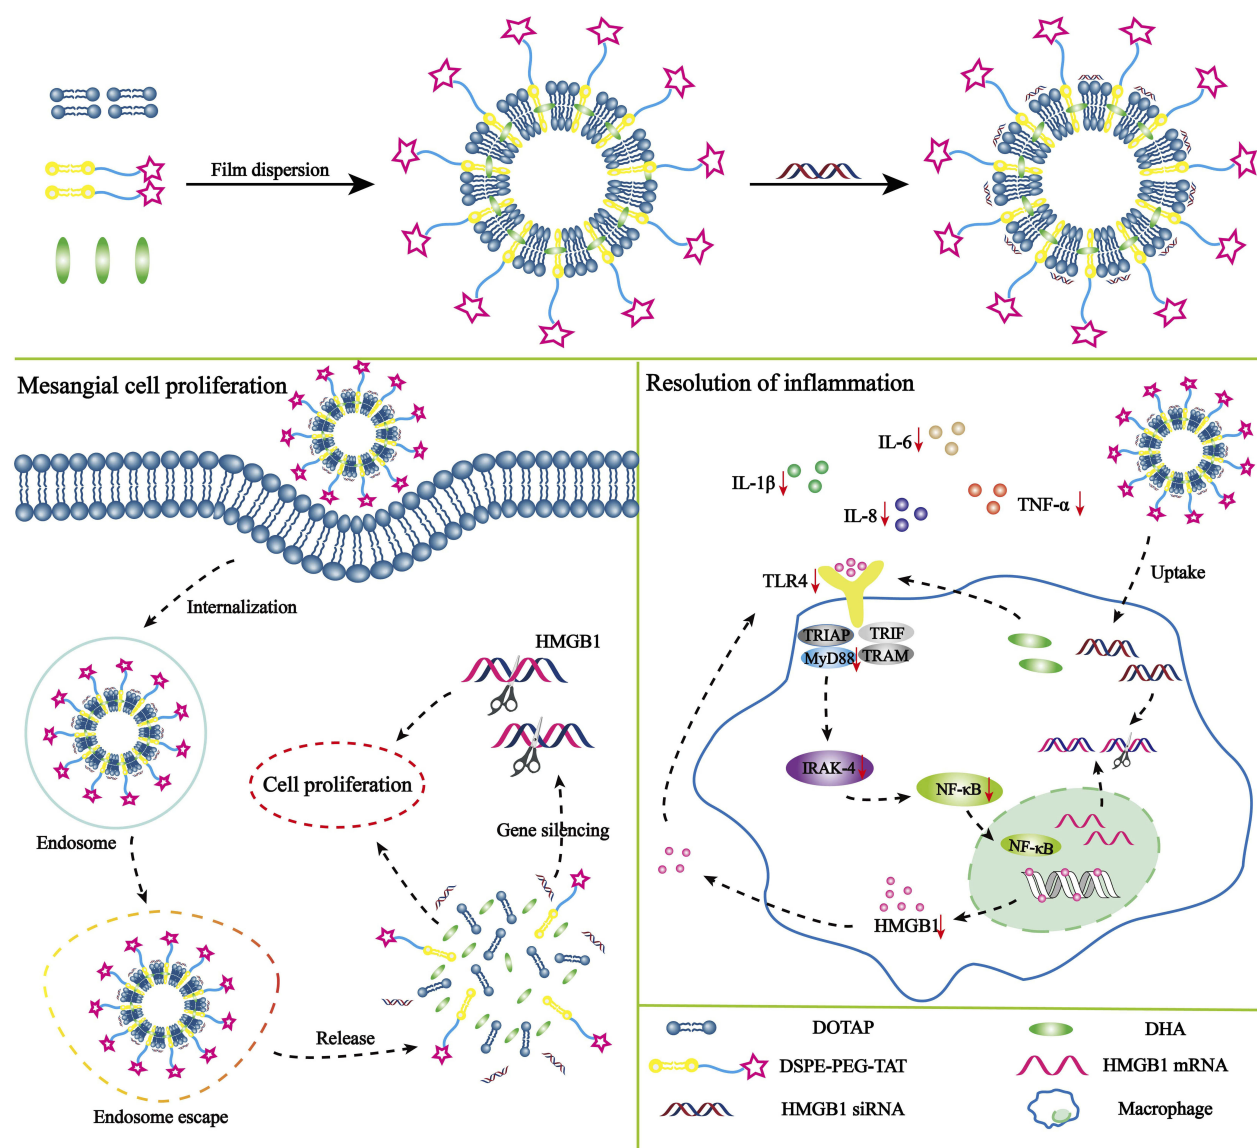 Film dispersion
Mesangial cell proliferation
Internalization
Endosome
Endosome escape
Release
Gene silencing
Cell proliferation
HMGB1
Resolution of inflammation
IL-6
IL-1β
IL-8
TNF-α
TLR4
Uptake
TRIAP
TRIF
MyD88
TRAM
IRAK-4
NF-κB
NF-κB
HMGB1
DOTAP
DHA
DSPE-PEG-TAT
HMGB1 mRNA
HMGB1 siRNA
Macrophage